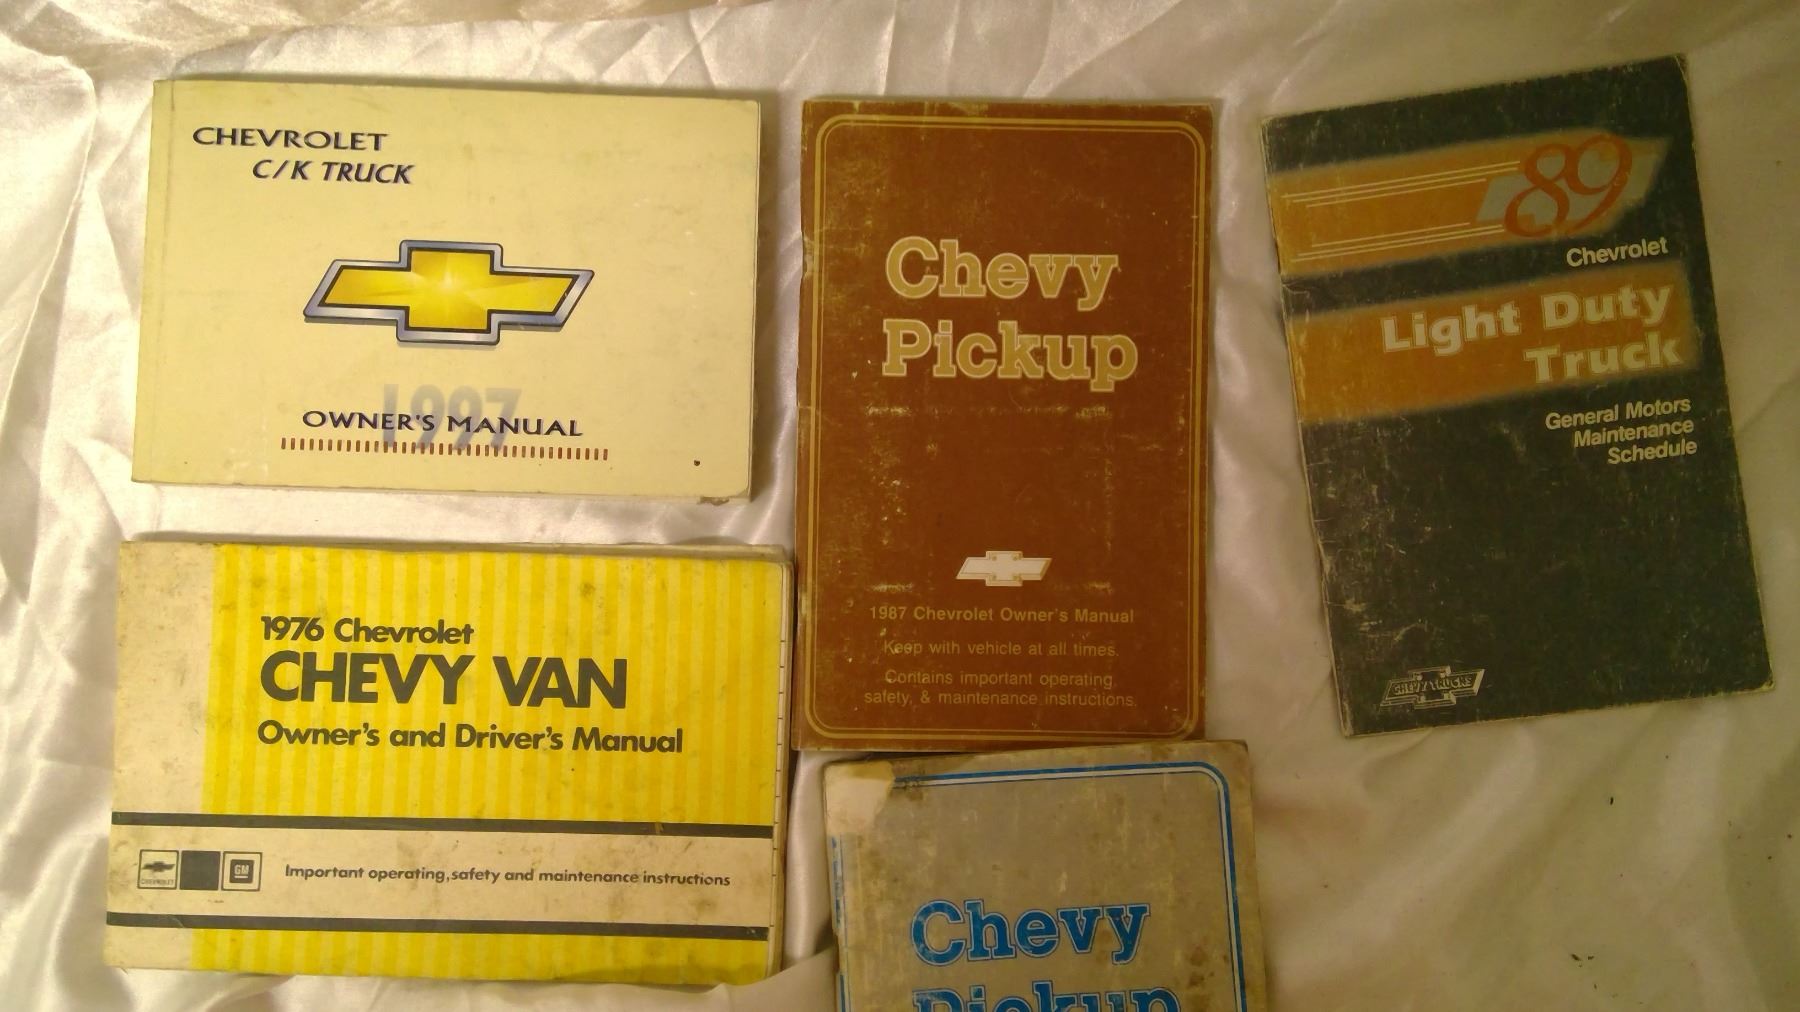 CHEVROLET
C/K TRUCK
1997
OWNER'S MANUAL
Chevy
Pickup
1987 Chevrolet Owner's Manual
Keep with vehicle at all times.
Contains important operating,
safety, & maintenance instructions.
89
Chevrolet
Light Duty
Truck
General Motors
Maintenance
Schedule
CHEVY TRUCKS
1976 Chevrolet
CHEVY VAN
Owner's and Driver's Manual
CHEVROLET
GM
Important operating, safety and maintenance instructions
Chevy
Pickup